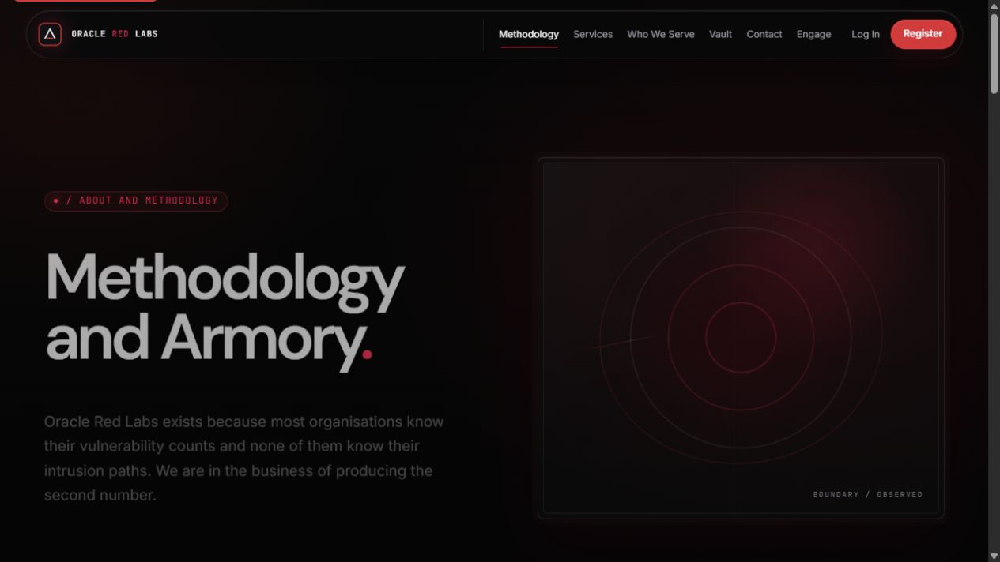 ORACLE RED LABS
Methodology
Services
Who We Serve
Vault
Contact
Engage
Log In
Register
/ ABOUT AND METHODOLOGY
Methodology
and Armory.
Oracle Red Labs exists because most organisations know
their vulnerability counts and none of them know their
intrusion paths. We are in the business of producing the
second number.
BOUNDARY / OBSERVED